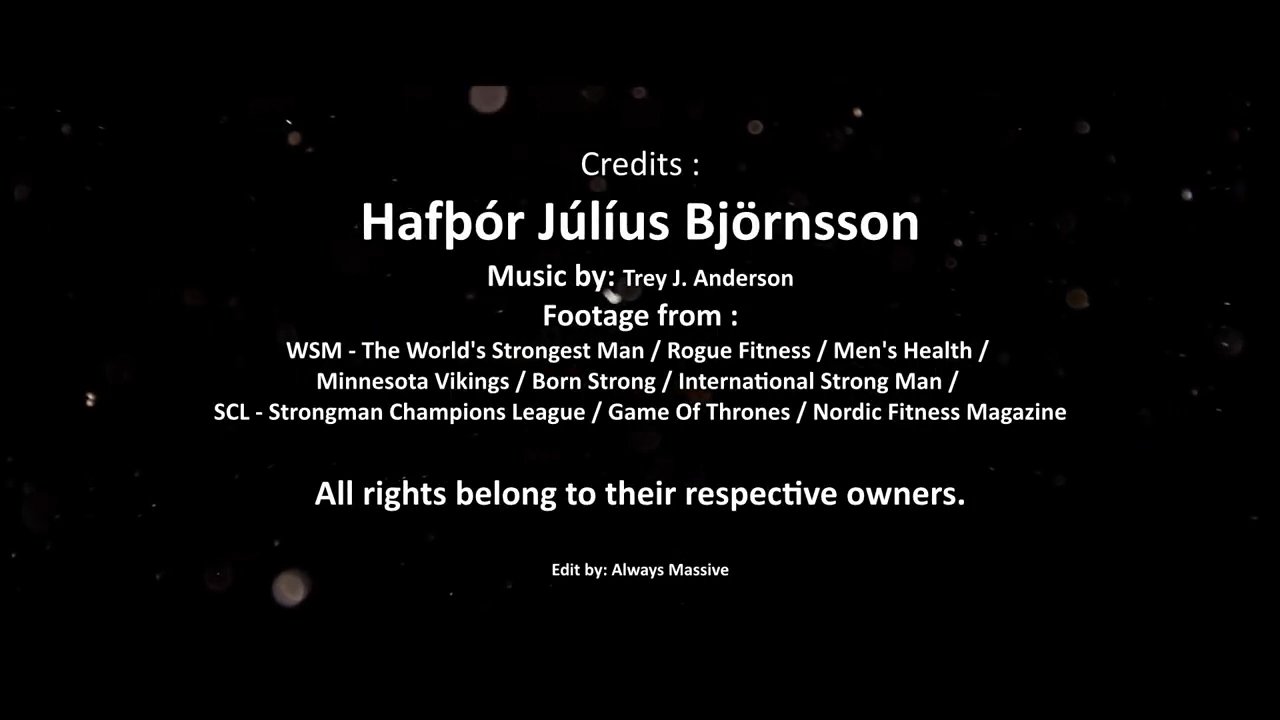 Credits :
Hafþór Júlíus Björnsson
Music by: Trey J. Anderson
Footage from :
WSM - The World's Strongest Man / Rogue Fitness / Men's Health /
Minnesota Vikings / Born Strong / International Strong Man /
SCL - Strongman Champions League / Game Of Thrones / Nordic Fitness Magazine
All rights belong to their respective owners.
Edit by: Always Massive